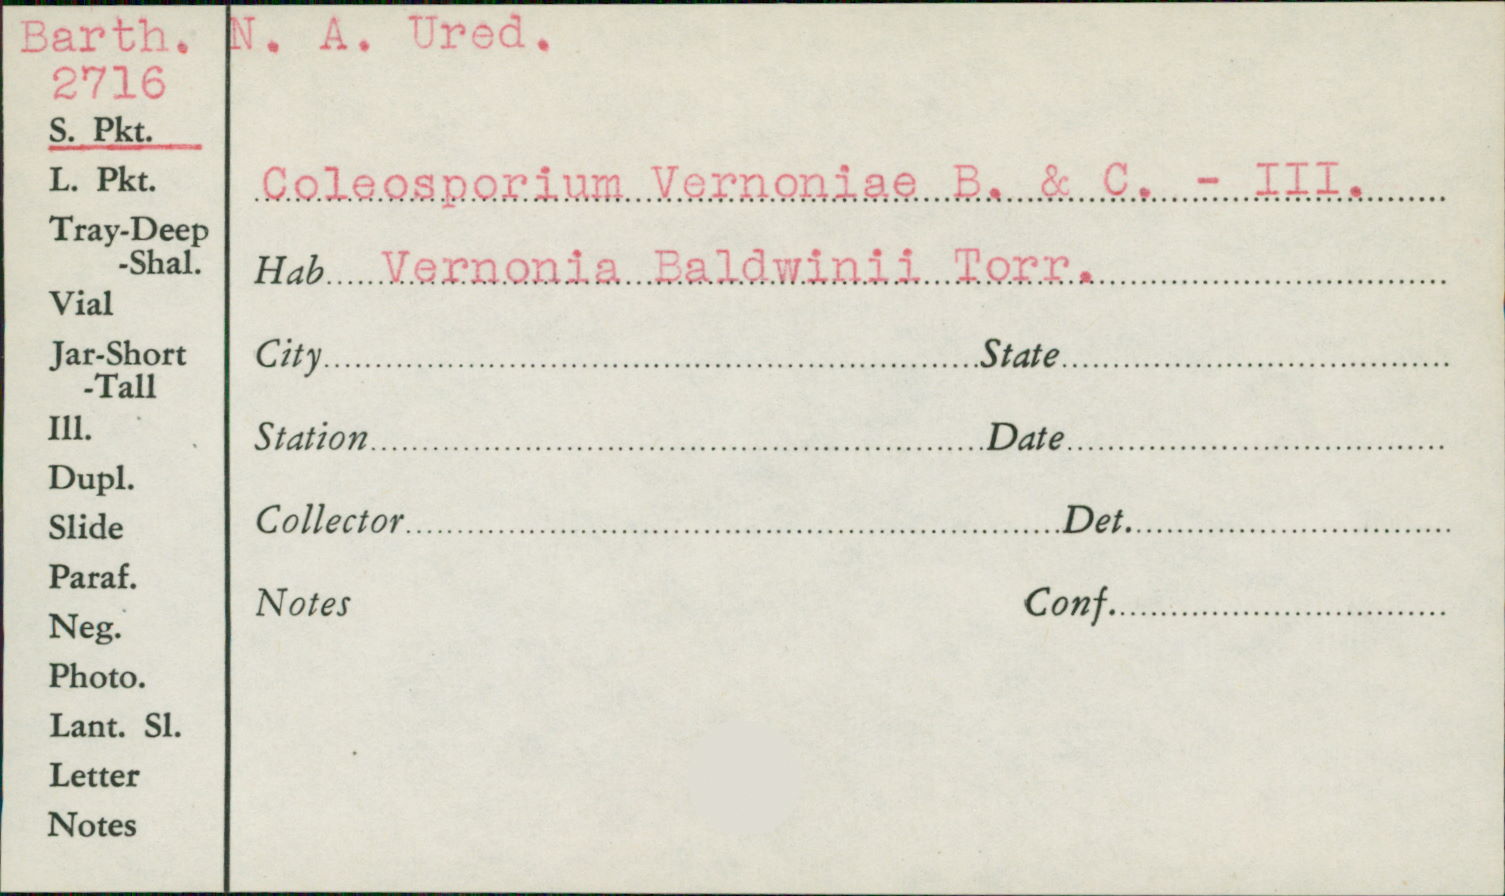 Barth. N. A. Ured.
2716
S. Pkt.
L. Pkt.
Tray-Deep
-Shal.
Vial
Jar-Short
-Tall
Ill.
Dupl.
Slide
Paraf.
Neg.
Photo.
Lant. Sl.
Letter
Notes
Coleosporium Vernoniae B. & C. - III.
Hab Vernonia Baldwinii Torr.
City State
Station Date
Collector Det.
Notes Conf.